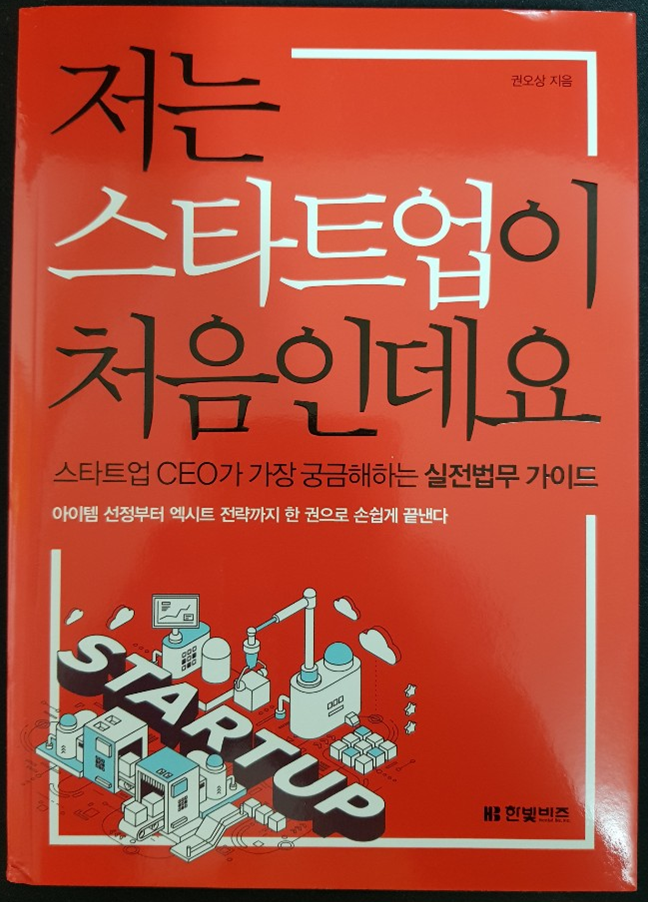 권오상 지음
저는
스타트업이
처음인데요
스타트업 CEO가 가장 궁금해하는 실전법무 가이드
아이템 선정부터 엑시트 전략까지 한 권으로 손쉽게 끝낸다
STARTUP
HB 한빛비즈